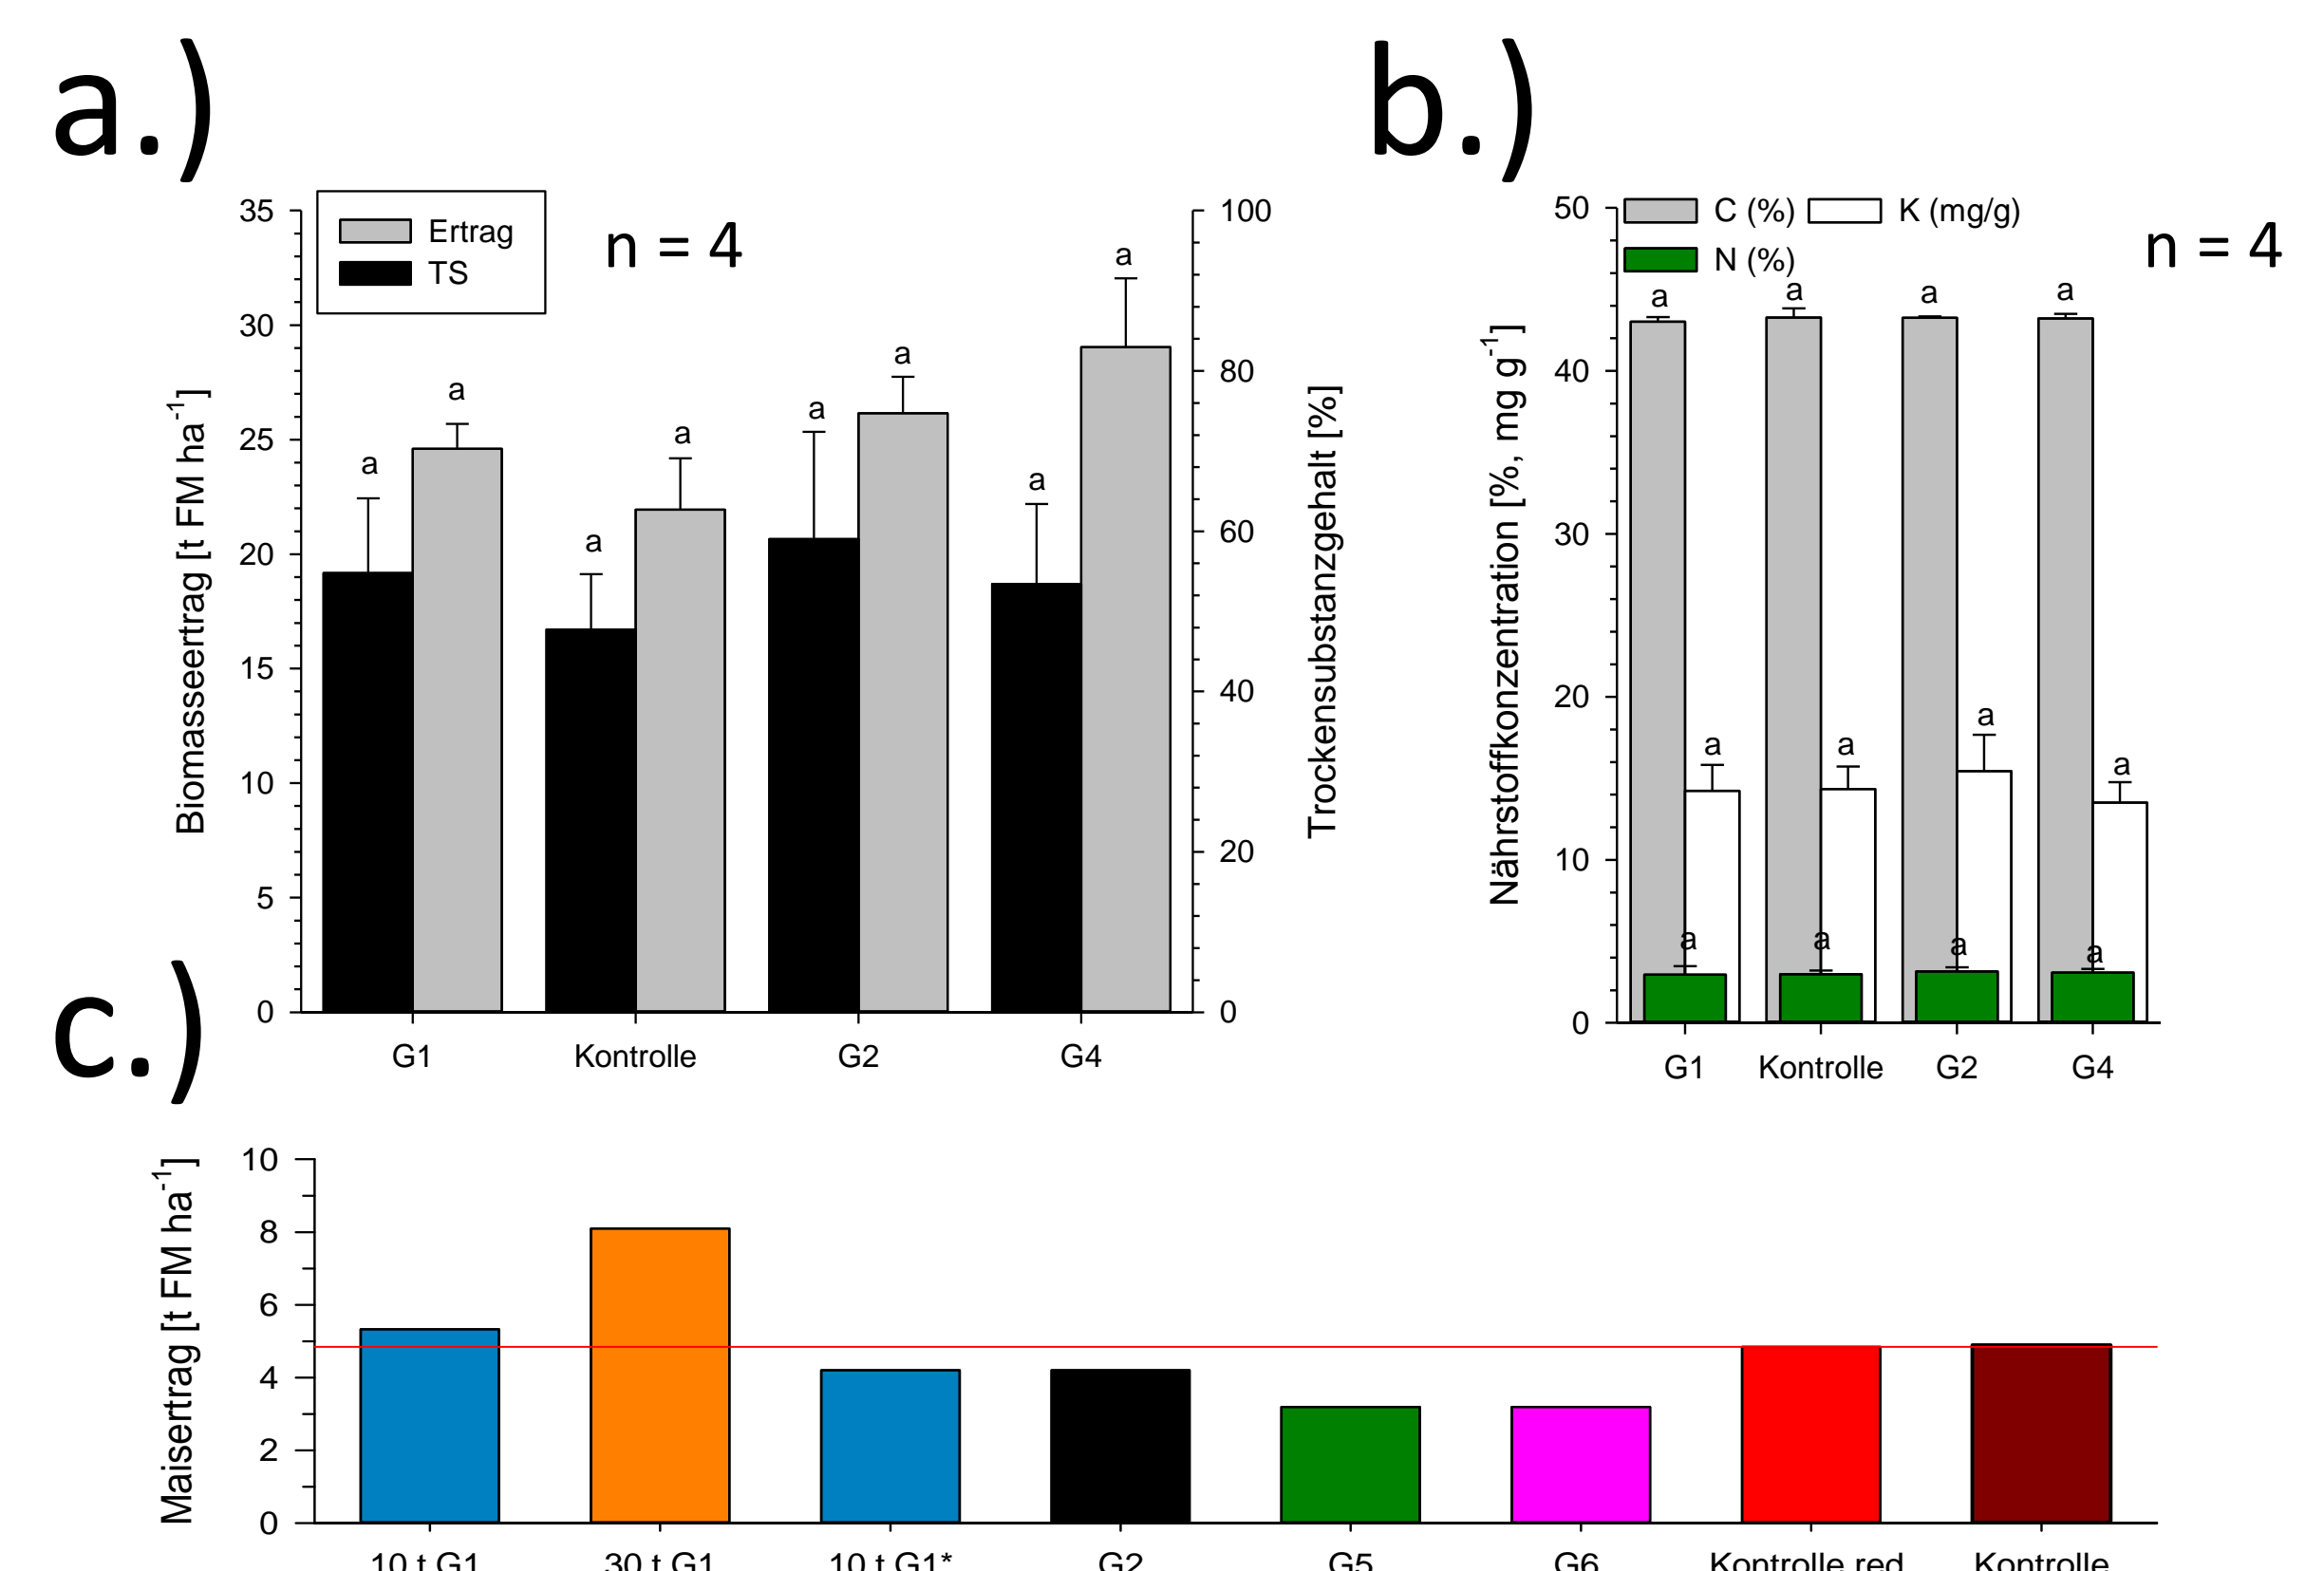 a.)
35
30
25
20
15
10
5
0
Biomasseertrag [t FM ha-1]
Ertrag
TS
n = 4
a
a
a
a
a
a
a
a
100
80
60
40
20
0
Trockensubstanzgehalt [%]
G1 Kontrolle G2 G4
b.)
50
40
30
20
10
0
Nährstoffkonzentration [%, mg g-1]
C (%) K (mg/g)
N (%)
n = 4
a a a a
a a a a
a a a a
G1 Kontrolle G2 G4
c.)
10
8
6
4
2
0
Maisertrag [t FM ha-1]
10 t G1 30 t G1 10 t G1* G2 G5 G6 Kontrolle red Kontrolle